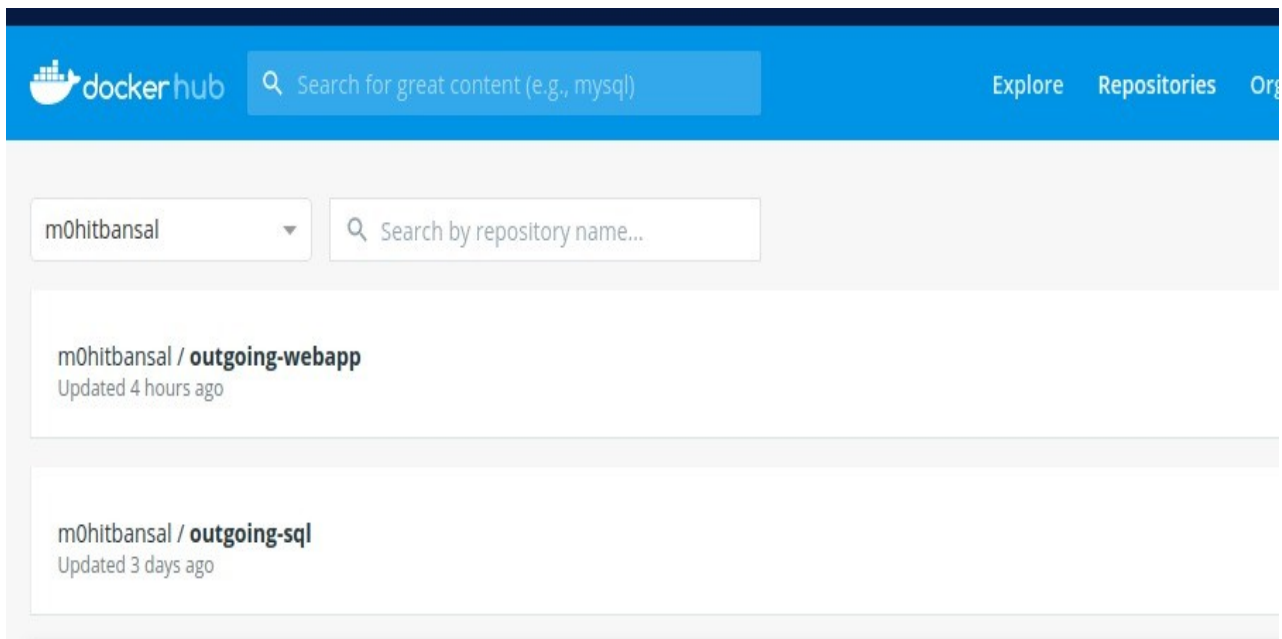 dockerhub
Search for great content (e.g., mysql)
Explore Repositories
m0hitbansal
Search by repository name...
m0hitbansal / outgoing-webapp
Updated 4 hours ago
m0hitbansal / outgoing-sql
Updated 3 days ago